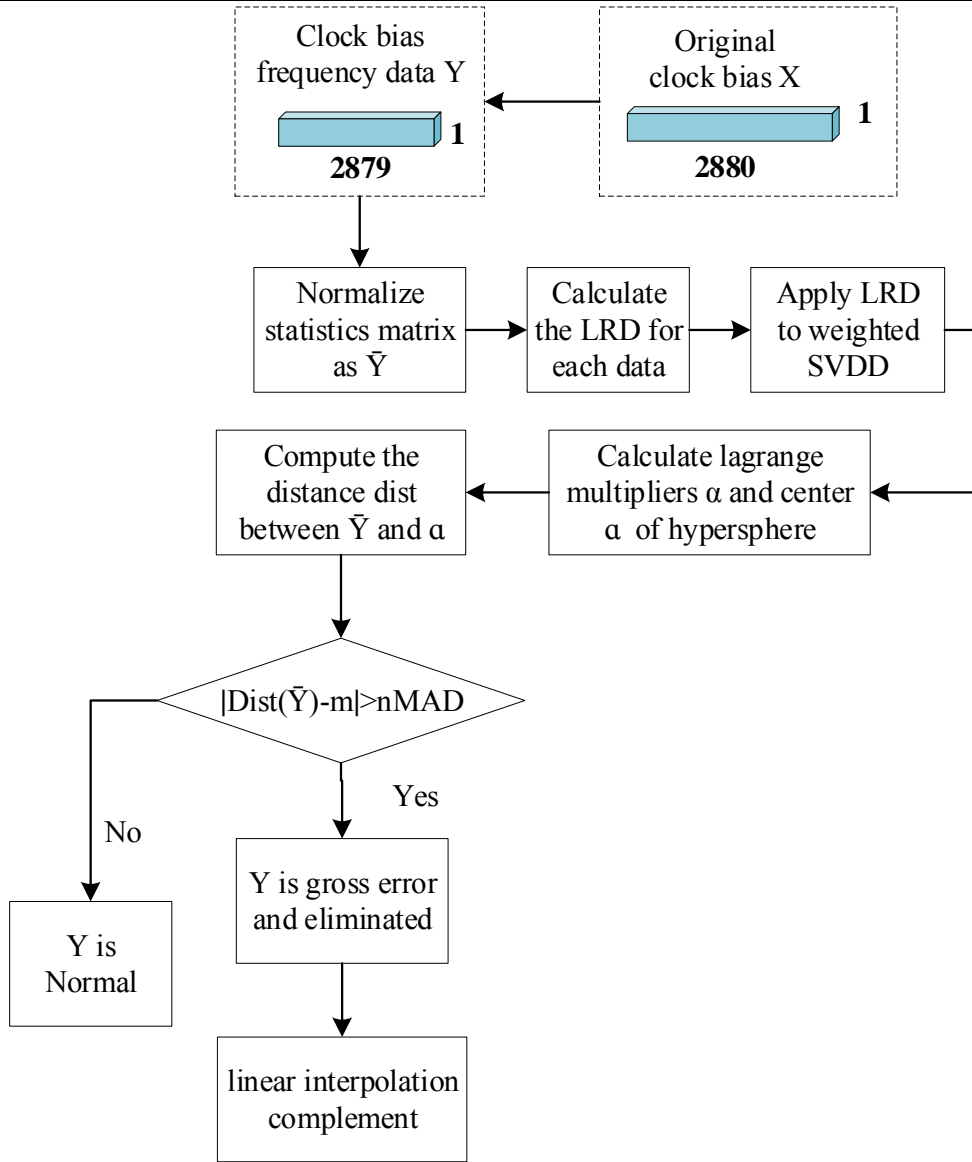 Clock bias
frequency data Y
1
2879
Original
clock bias X
1
2880
Normalize
statistics matrix
as Ȳ
Calculate
the LRD for
each data
Apply LRD
to weighted
SVDD
Calculate lagrange
multipliers α and center
ɑ of hypersphere
Compute the
distance dist
between Ȳ and ɑ
|Dist(Ȳ)-m|>nMAD
Yes
No
Y is gross error
and eliminated
Y is
Normal
linear interpolation
complement